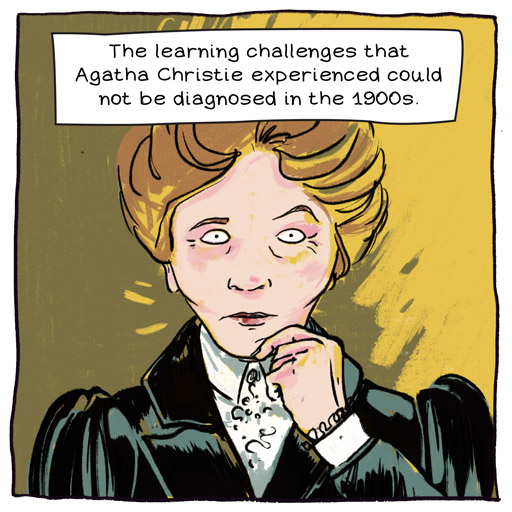 The learning challenges that
Agatha Christie experienced could
not be diagnosed in the 1900s.